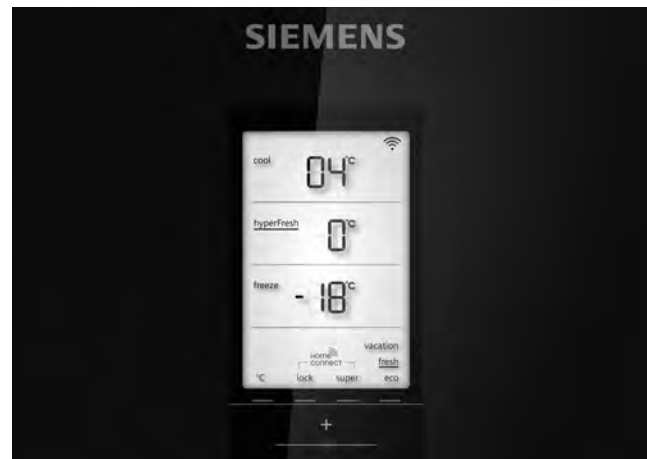 SIEMENS
cool 04°C
hyperFresh 0°C
freeze -18°C
vacation
HOME
CONNECT
fresh
°C lock super eco
+